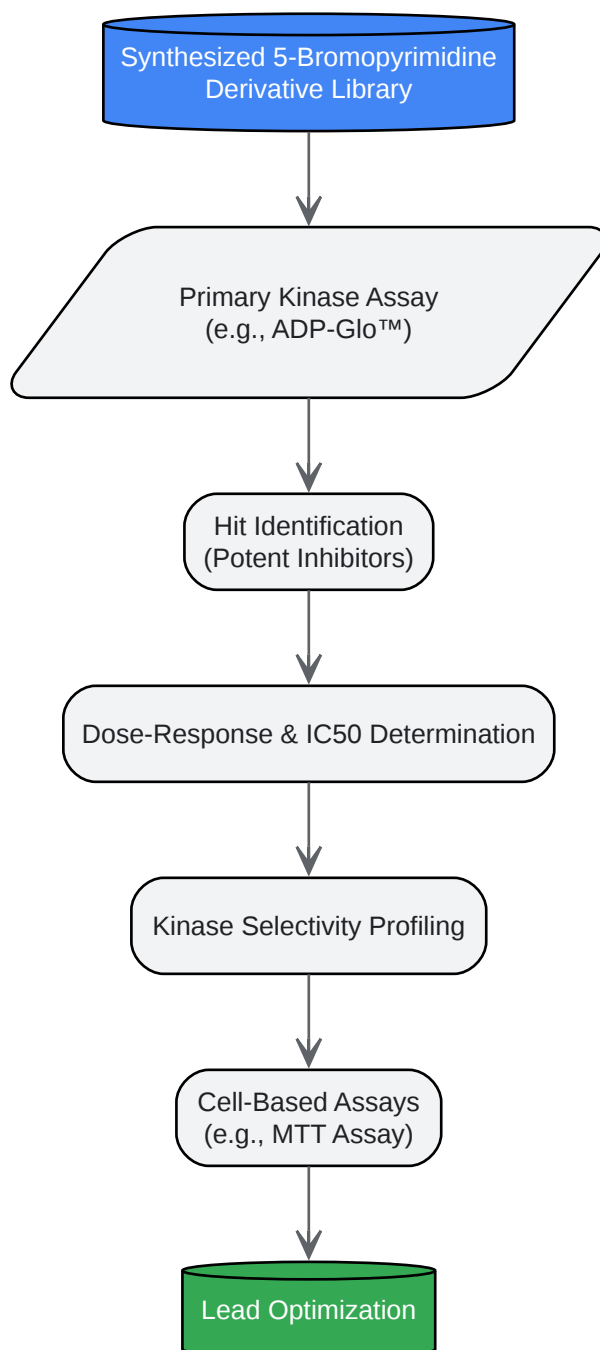 Synthesized 5-Bromopyrimidine
Derivative Library
Primary Kinase Assay
(e.g., ADP-Glo™)
Hit Identification
(Potent Inhibitors)
Dose-Response & IC50 Determination
Kinase Selectivity Profiling
Cell-Based Assays
(e.g., MTT Assay)
Lead Optimization